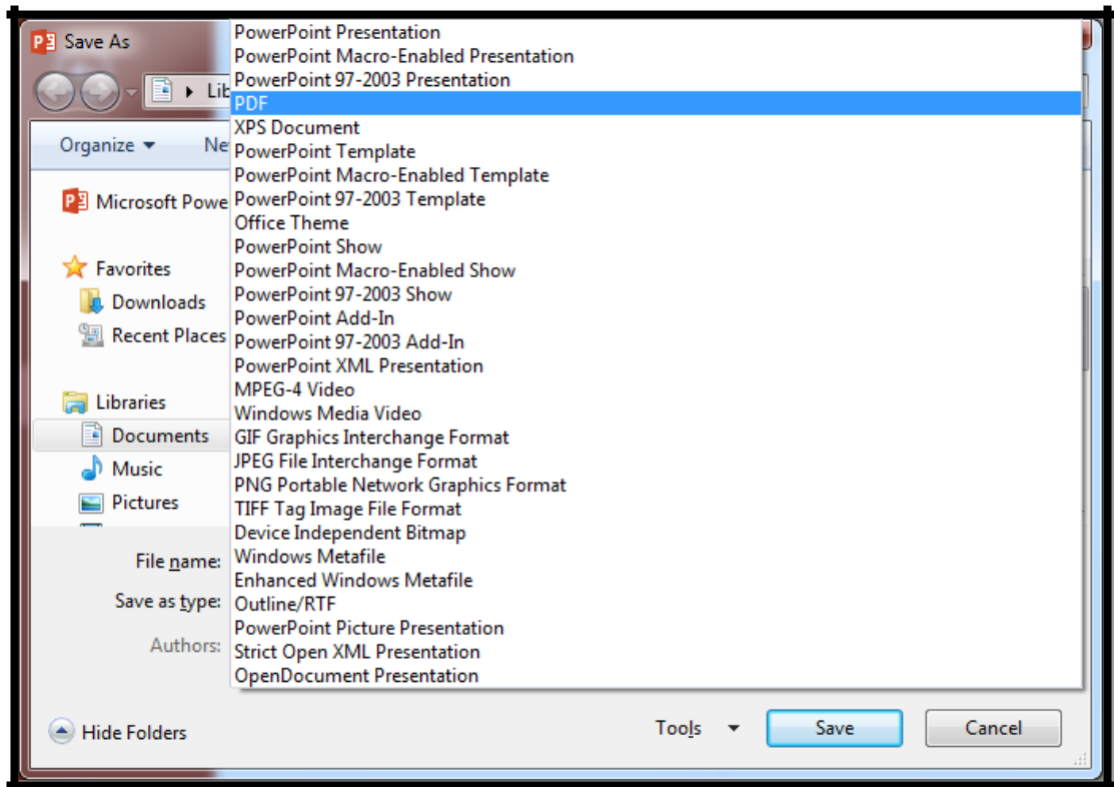 Save As
Lib
Organize
Ne
Microsoft Powe
Favorites
Downloads
Recent Places
Libraries
Documents
Music
Pictures
PowerPoint Presentation
PowerPoint Macro-Enabled Presentation
PowerPoint 97-2003 Presentation
PDF
XPS Document
PowerPoint Template
PowerPoint Macro-Enabled Template
PowerPoint 97-2003 Template
Office Theme
PowerPoint Show
PowerPoint Macro-Enabled Show
PowerPoint 97-2003 Show
PowerPoint Add-In
PowerPoint 97-2003 Add-In
PowerPoint XML Presentation
MPEG-4 Video
Windows Media Video
GIF Graphics Interchange Format
JPEG File Interchange Format
PNG Portable Network Graphics Format
TIFF Tag Image File Format
Device Independent Bitmap
Windows Metafile
Enhanced Windows Metafile
Outline/RTF
PowerPoint Picture Presentation
Strict Open XML Presentation
OpenDocument Presentation
File name:
Save as type:
Authors:
Hide Folders
Tools
Save
Cancel